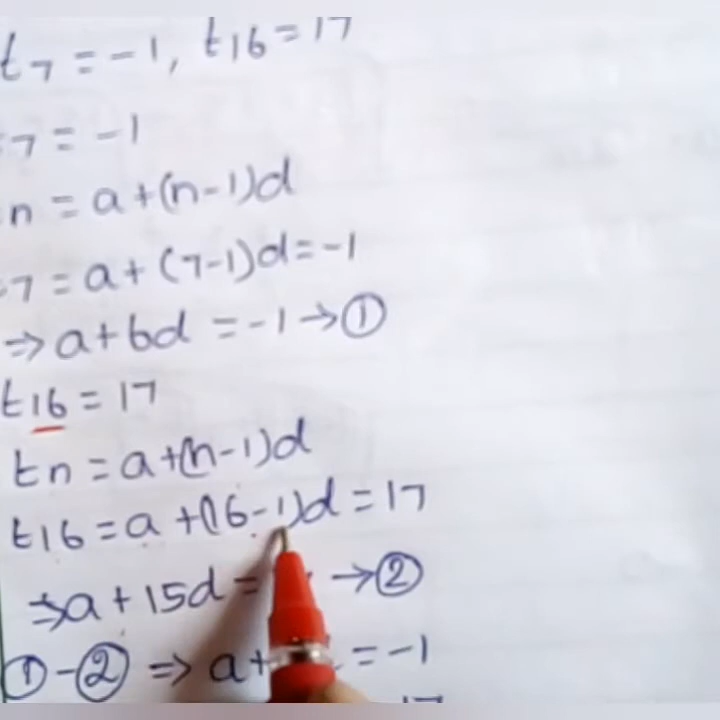 t7 = -1, t16 = 17
7 = -1
n = a+(n-1)d
7 = a+(7-1)d=-1
⇒ a+6d = -1 → ①
t16 = 17
tn = a+(n-1)d
t16 = a+(16-1)d = 17
⇒ a+15d = → ②
① - ② ⇒ a+ = -1
17